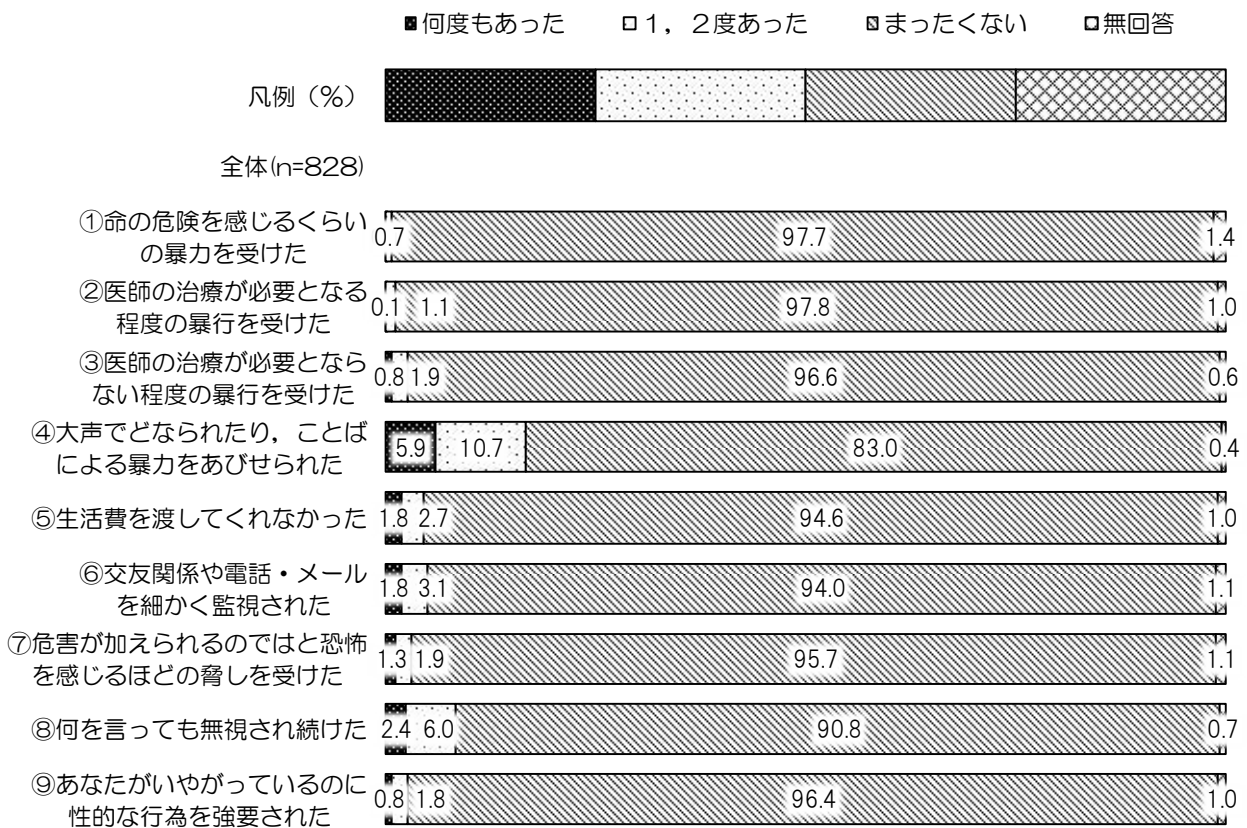 何度もあった １，２度あった まったくない 無回答
凡例（%）
全体(n=828)
①命の危険を感じるくらい
の暴力を受けた
0.7 97.7 1.4
②医師の治療が必要となる
程度の暴行を受けた
0.1 1.1 97.8 1.0
③医師の治療が必要となら
ない程度の暴行を受けた
0.8 1.9 96.6 0.6
④大声でどなられたり，ことば
による暴力をあびせられた
5.9 10.7 83.0 0.4
⑤生活費を渡してくれなかった
1.8 2.7 94.6 1.0
⑥交友関係や電話・メール
を細かく監視された
1.8 3.1 94.0 1.1
⑦危害が加えられるのではと恐怖
を感じるほどの脅しを受けた
1.3 1.9 95.7 1.1
⑧何を言っても無視され続けた
2.4 6.0 90.8 0.7
⑨あなたがいやがっているのに
性的な行為を強要された
0.8 1.8 96.4 1.0